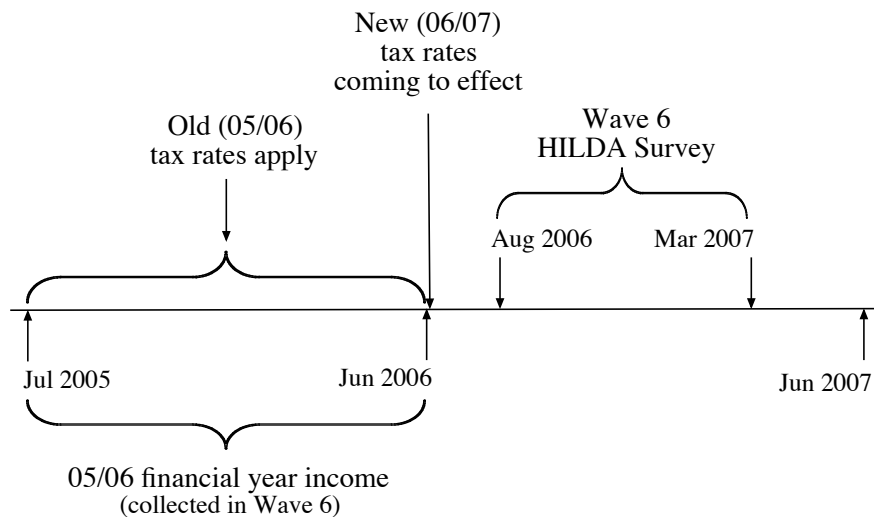 New (06/07)
tax rates
coming to effect
Old (05/06)
tax rates apply
Wave 6
HILDA Survey
Aug 2006
Mar 2007
Jul 2005
Jun 2006
Jun 2007
05/06 financial year income
(collected in Wave 6)